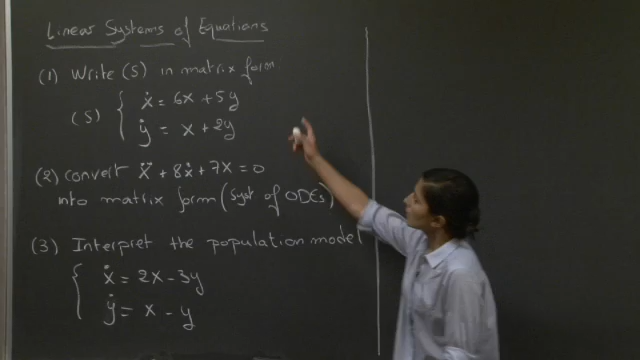 Linear Systems of Equations
(1) Write (S) in matrix form.
(S) { ẋ = 6x + 5y
ẏ = x + 2y
(2) convert ẍ + 8ẋ + 7x = 0
into matrix form (syst of ODEs)
(3) Interpret the population model
{ ẋ = 2x - 3y
ẏ = x - y